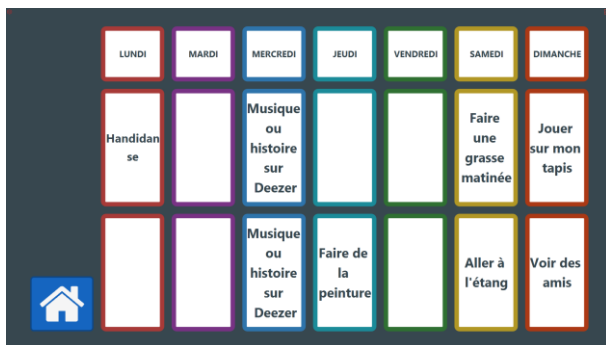 LUNDI MARDI MERCREDI JEUDI VENDREDI SAMEDI DIMANCHE
Handidan
se
Musique
ou
histoire
sur
Deezer
Faire
une
grasse
matinée
Jouer
sur mon
tapis
Musique
ou
histoire
sur
Deezer
Faire de
la
peinture
Aller à
l'étang
Voir des
amis